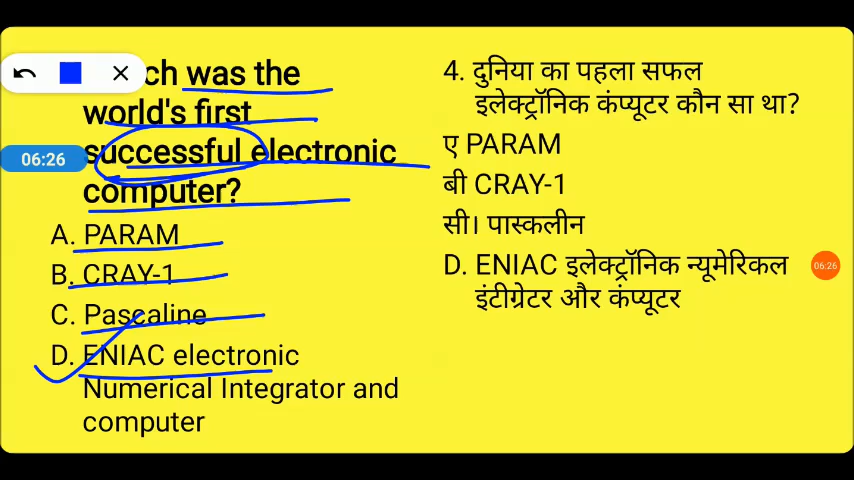 ch was the
world's first
successful electronic
computer?
A. PARAM
B. CRAY-1
C. Pascaline
D. ENIAC electronic
Numerical Integrator and
computer
4. दुनिया का पहला सफल
इलेक्ट्रॉनिक कंप्यूटर कौन सा था?
ए PARAM
बी CRAY-1
सी। पास्कलीन
D. ENIAC इलेक्ट्रॉनिक न्यूमेरिकल
इंटीग्रेटर और कंप्यूटर
06:26
06:26